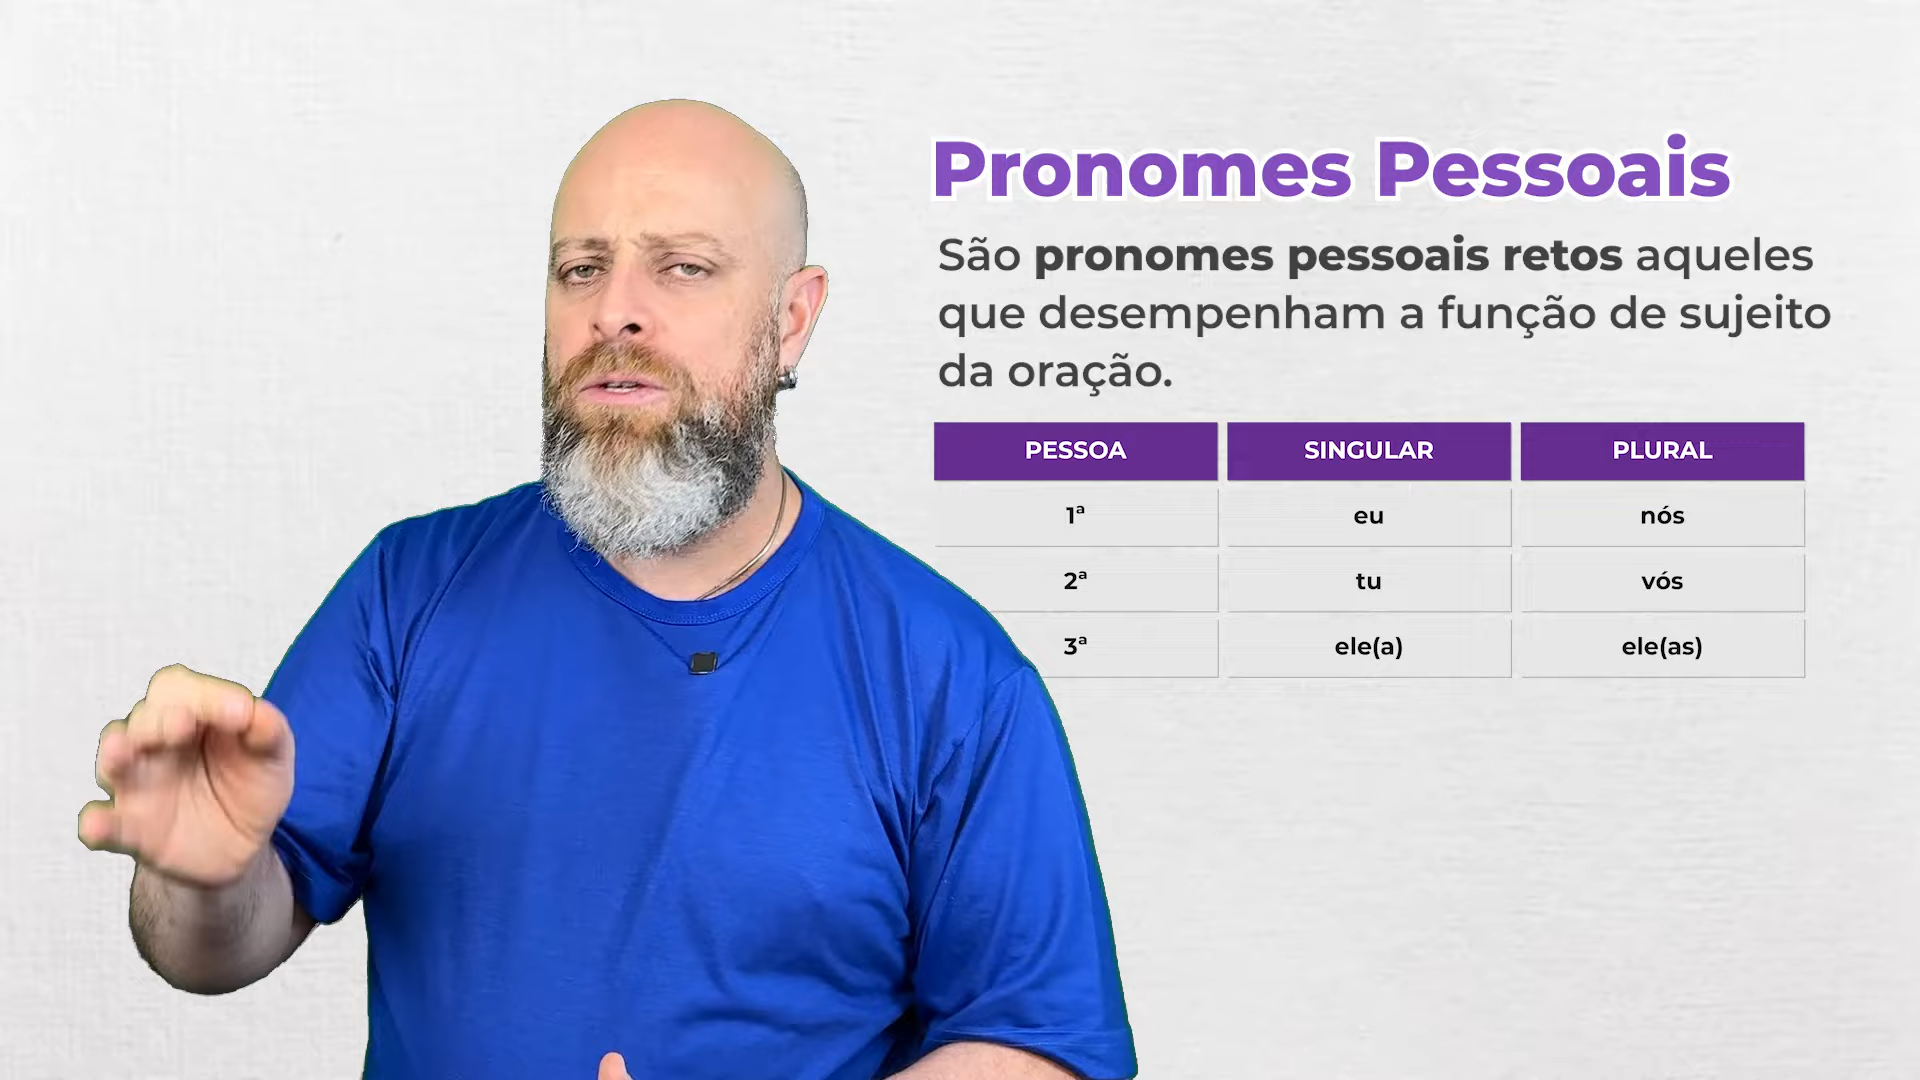 Pronomes Pessoais
São pronomes pessoais retos aqueles
que desempenham a função de sujeito
da oração.
PESSOA SINGULAR PLURAL
1ª eu nós
2ª tu vós
3ª ele(a) ele(as)